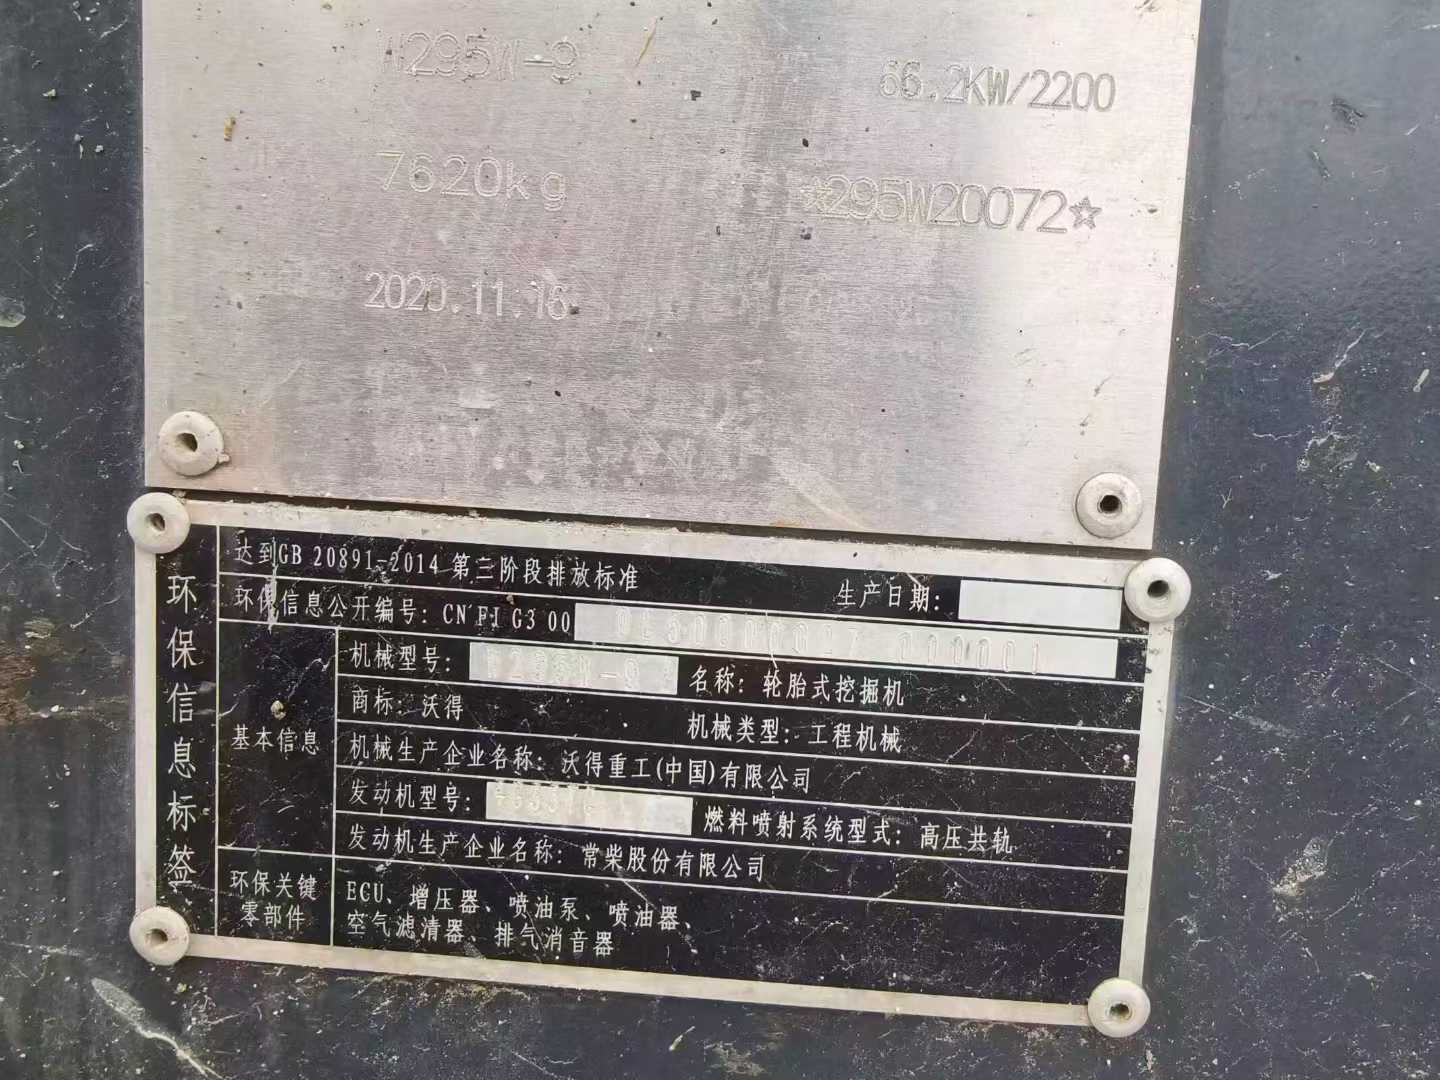 W295W-9
66.2KW/2200
7620kg
☆295W20072☆
2020.11.16
环保信息标签
达到GB 20891-2014 第三阶段排放标准
生产日期:
环保信息公开编号: CN FJ G3 00 000001
基本信息
机械型号: W295W-9
名称: 轮胎式挖掘机
商标: 沃得
机械类型: 工程机械
机械生产企业名称: 沃得重工(中国)有限公司
发动机型号:
燃料喷射系统型式: 高压共轨
发动机生产企业名称: 常柴股份有限公司
环保关键
零部件
ECU、增压器、喷油泵、喷油器、
空气滤清器 排气消音器